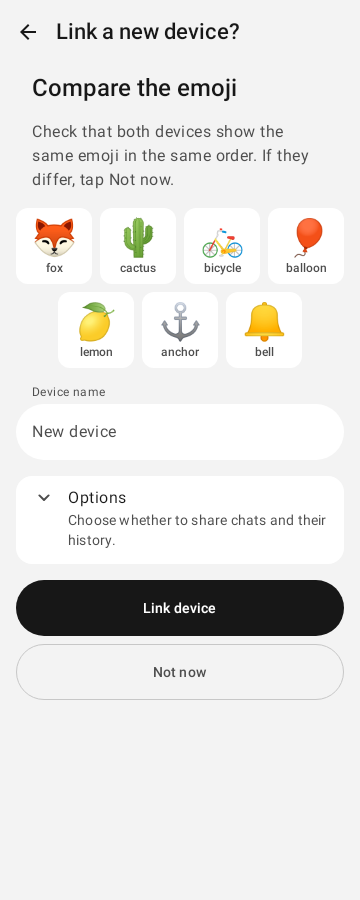 Link a new device?
Compare the emoji
Check that both devices show the
same emoji in the same order. If they
differ, tap Not now.
fox
cactus
bicycle
balloon
lemon
anchor
bell
Device name
New device
Options
Choose whether to share chats and their
history.
Link device
Not now